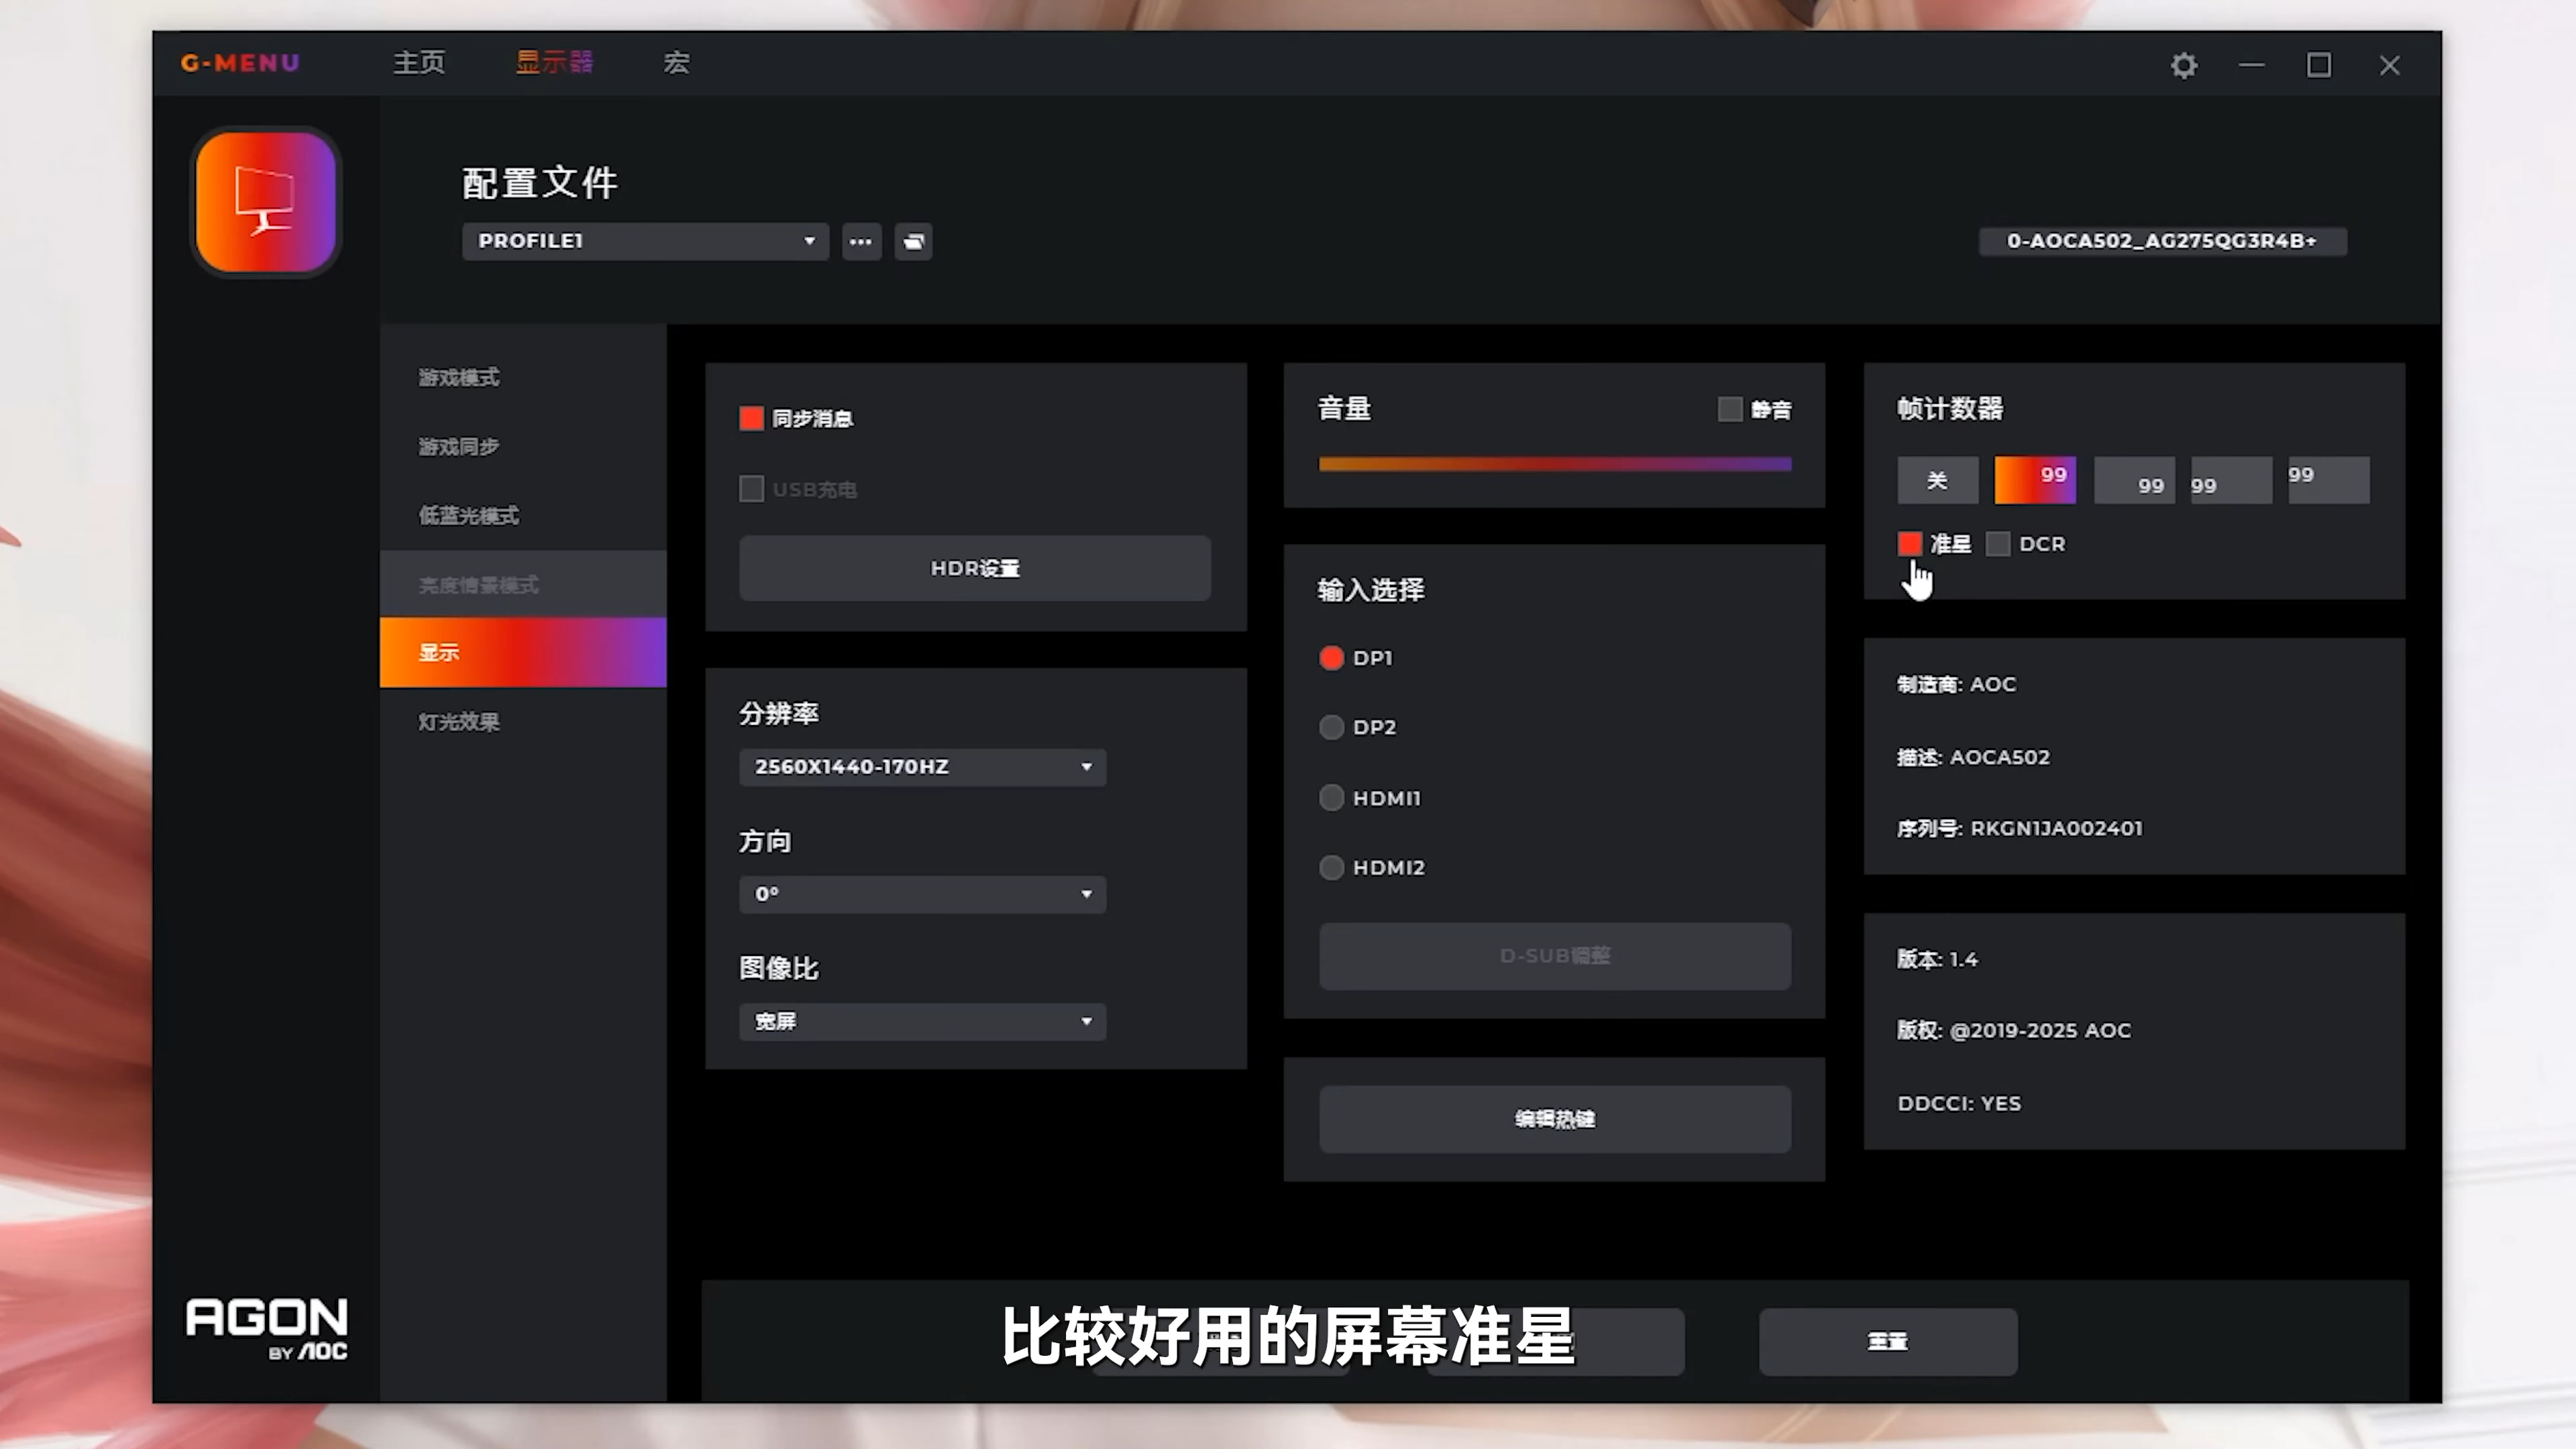 G-MENU 主页 显示器 宏
配置文件
PROFILE1 0-AOCA502_AG275QG3R4B+
游戏模式
游戏同步
低蓝光模式
亮度情景模式
显示
灯光效果
同步消息
USB充电
HDR设置
分辨率
2560X1440-170HZ
方向
0°
图像比
宽屏
音量 静音
输入选择
DP1
DP2
HDMI1
HDMI2
D-SUB调整
编辑热键
帧计数器
关 99 99 99 99
准星 DCR
制造商: AOC
描述: AOCA502
序列号: RKGN1JA002401
版本: 1.4
版权: @2019-2025 AOC
DDCCI: YES
比较好用的屏幕准星
重置
AGON
BY AOC